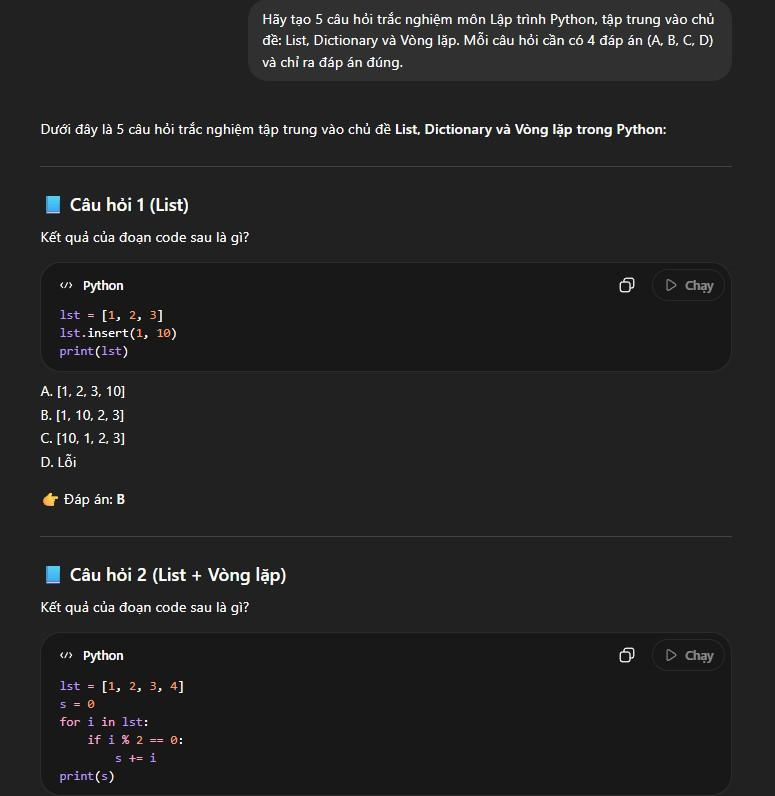 Hãy tạo 5 câu hỏi trắc nghiệm môn Lập trình Python, tập trung vào chủ
đề: List, Dictionary và Vòng lặp. Mỗi câu hỏi cần có 4 đáp án (A, B, C, D)
và chỉ ra đáp án đúng.
Dưới đây là 5 câu hỏi trắc nghiệm tập trung vào chủ đề List, Dictionary và Vòng lặp trong Python:
Câu hỏi 1 (List)
Kết quả của đoạn code sau là gì?
</> Python
Chạy
lst = [1, 2, 3]
lst.insert(1, 10)
print(lst)
A. [1, 2, 3, 10]
B. [1, 10, 2, 3]
C. [10, 1, 2, 3]
D. Lỗi
👉 Đáp án: B
Câu hỏi 2 (List + Vòng lặp)
Kết quả của đoạn code sau là gì?
</> Python
Chạy
lst = [1, 2, 3, 4]
s = 0
for i in lst:
    if i % 2 == 0:
        s += i
print(s)